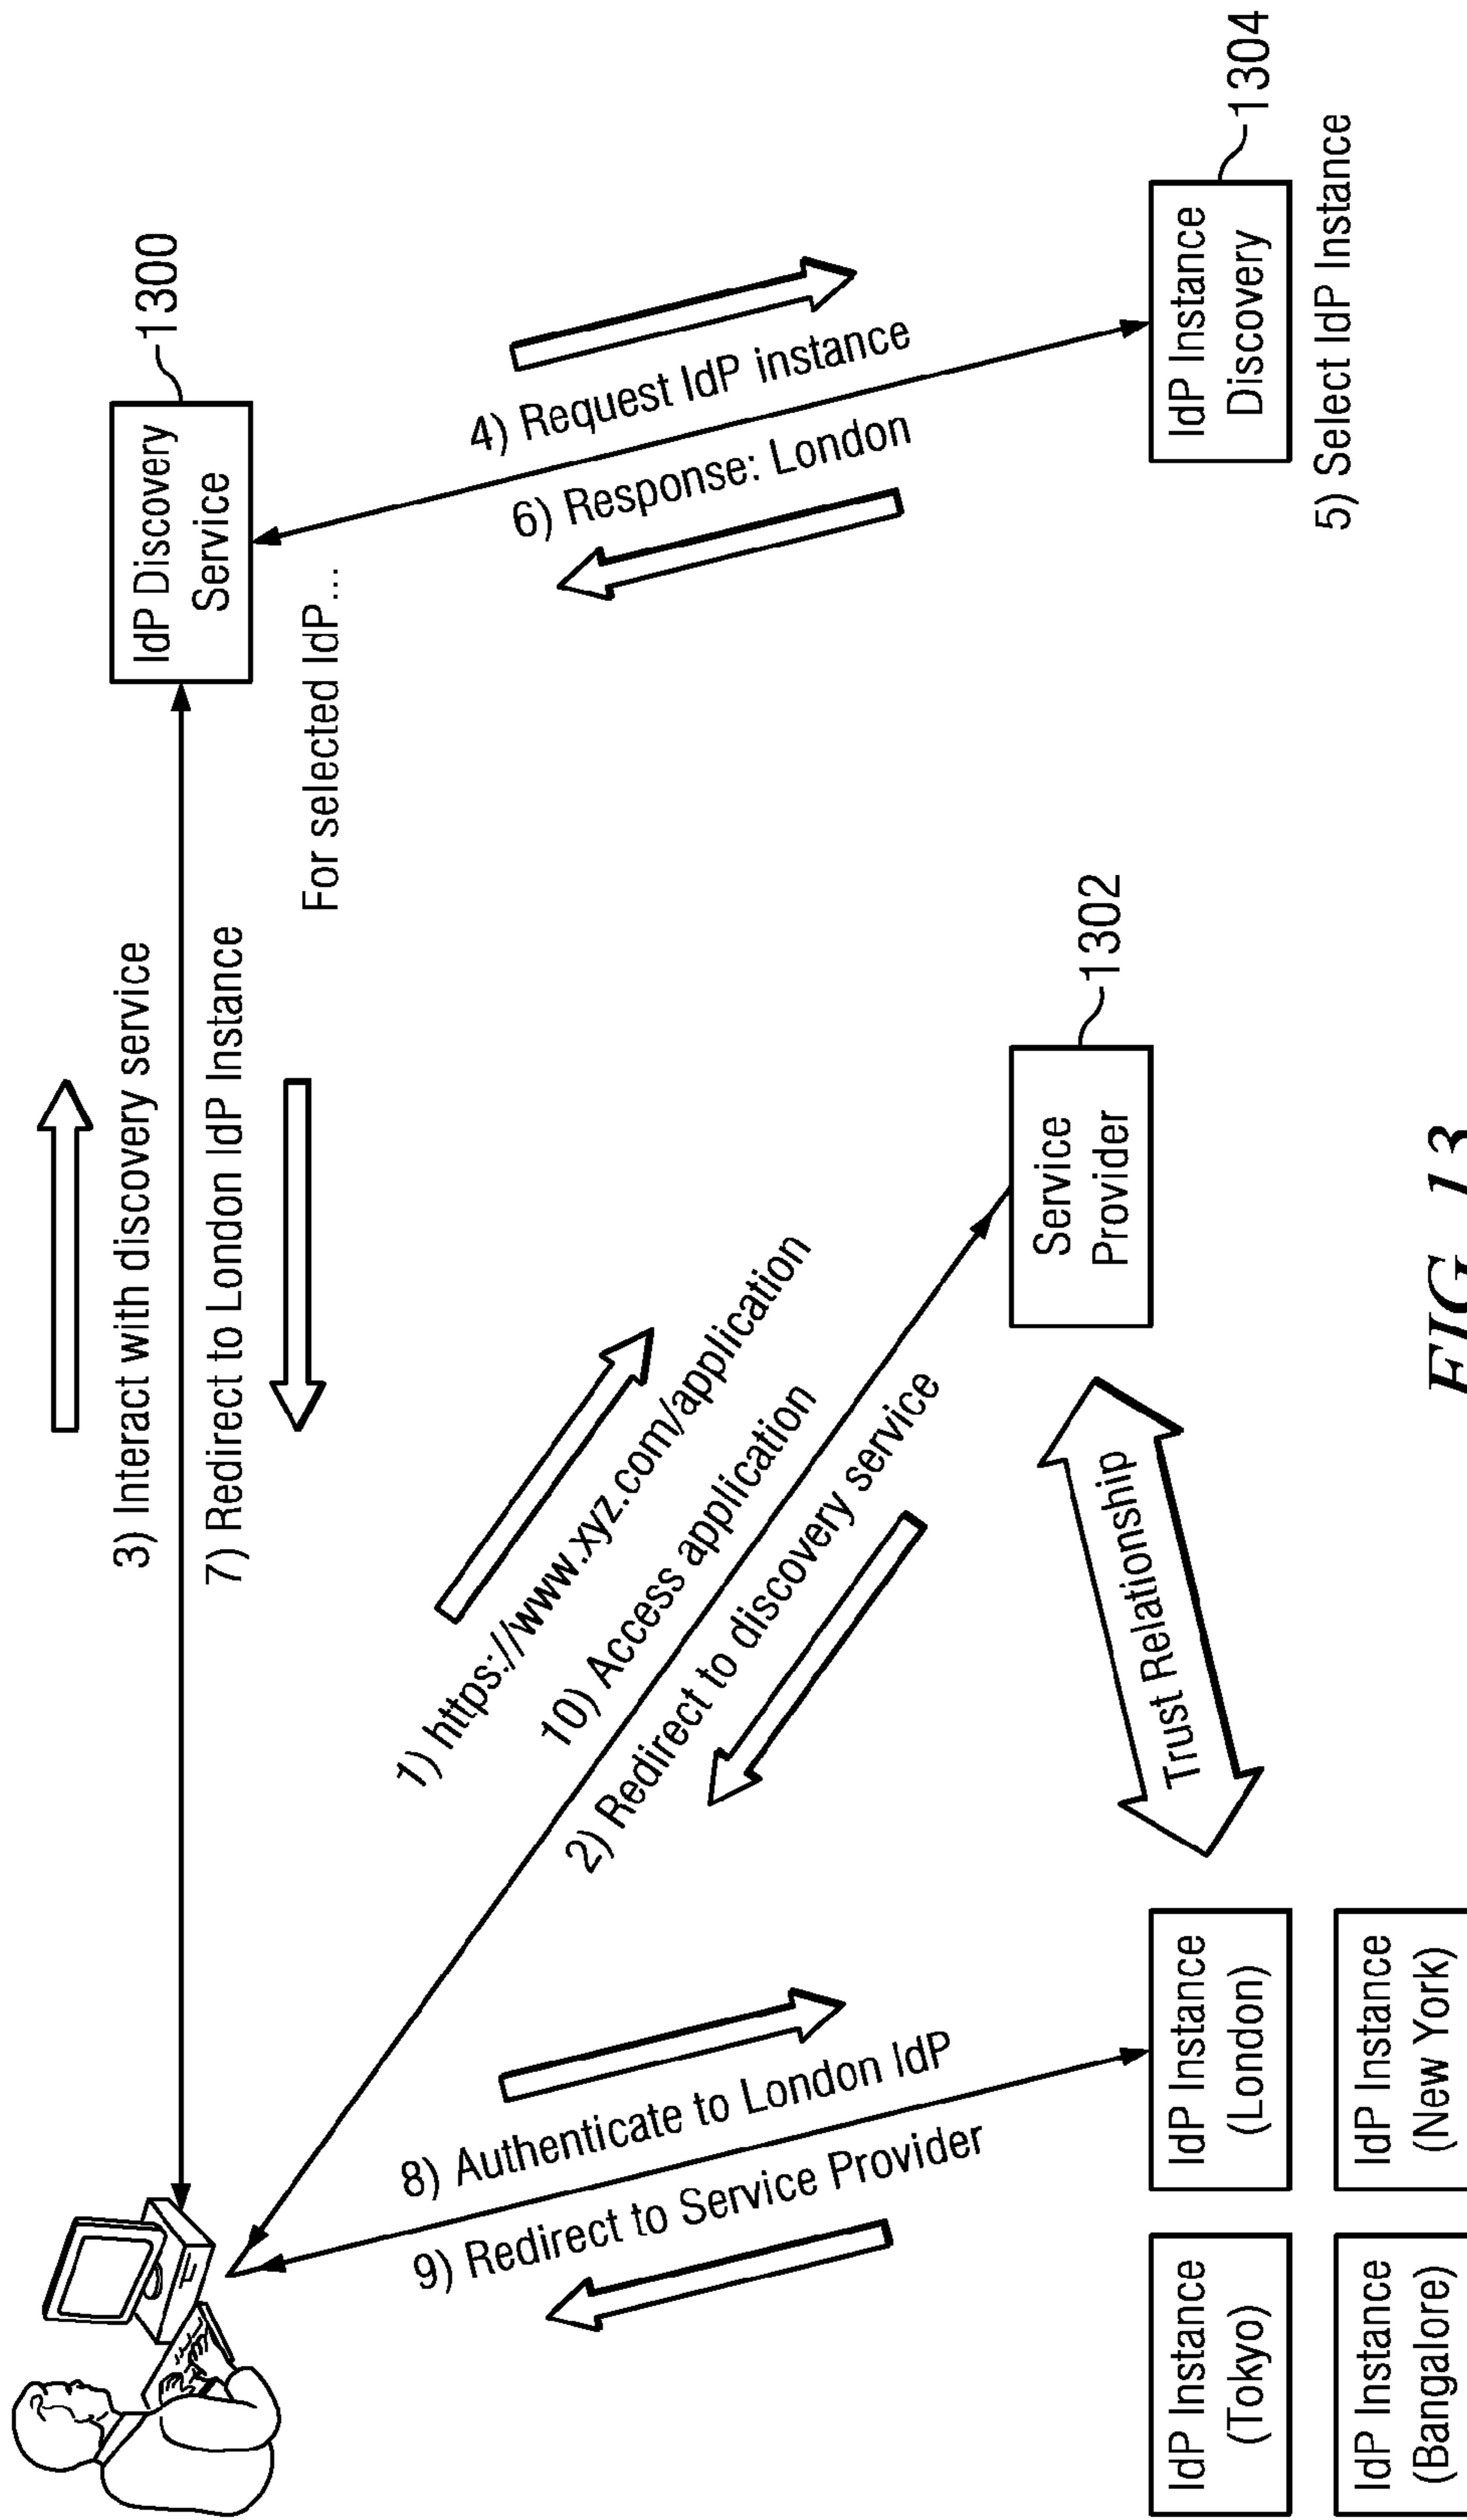 3) Interact with discovery service
7) Redirect to London IdP Instance
IdP Discovery
Service
1300
For selected IdP...
1) https://www.xyz.com/application
10) Access application
2) Redirect to discovery service
4) Request IdP instance
6) Response: London
8) Authenticate to London IdP
9) Redirect to Service Provider
Service
Provider
1302
Trust Relationship
IdP Instance
Discovery
1304
5) Select IdP Instance
IdP Instance
(Tokyo)
IdP Instance
(London)
IdP Instance
(Bangalore)
IdP Instance
(New York)
FIG. 13